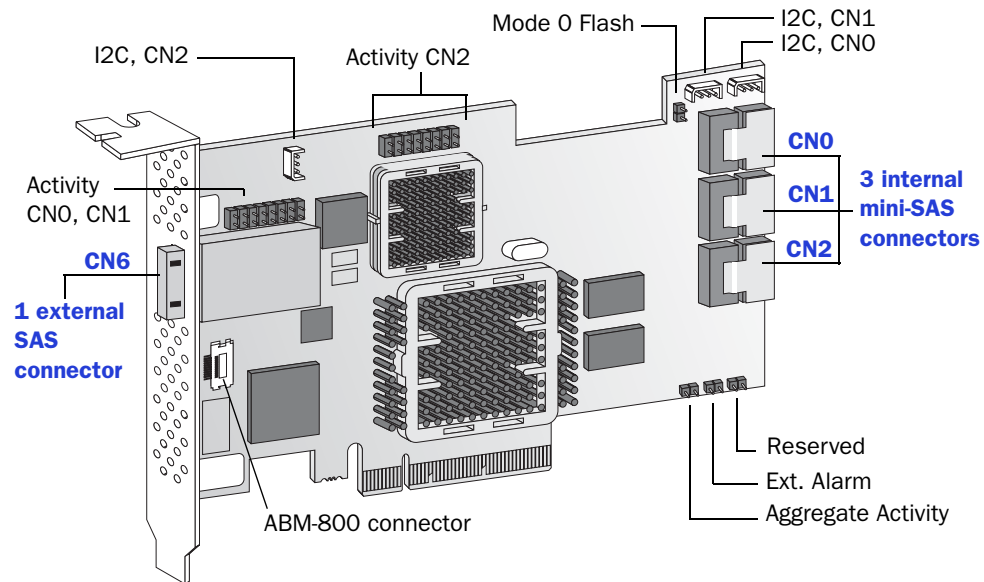 Mode 0 Flash
I2C, CN1
I2C, CN0
I2C, CN2
Activity CN2
CN0
Activity
CN0, CN1
CN1
3 internal
mini-SAS
connectors
CN2
CN6
1 external
SAS
connector
Reserved
Ext. Alarm
Aggregate Activity
ABM-800 connector